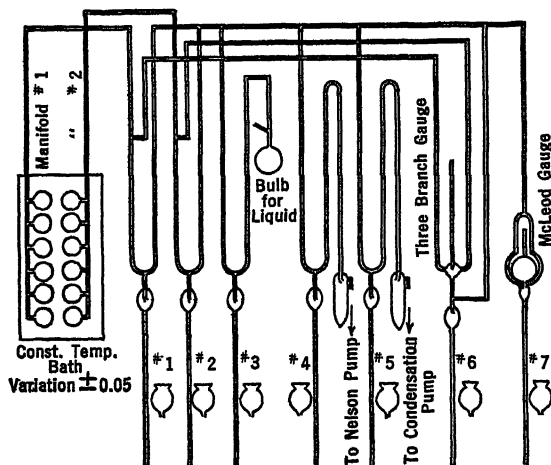 Manifold #1
" #2
Bulb
for
Liquid
Three Branch Gauge
McLeod Gauge
Const. Temp.
Bath
Variation ±0.05
#1
#2
#3
#4
To Nelson Pump
#5
To Condensation
Pump
#6
#7